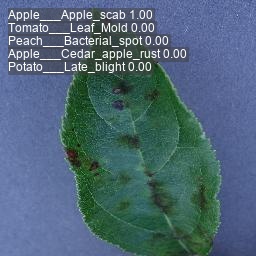 Apple___Apple_scab 1.00
Tomato___Leaf_Mold 0.00
Peach___Bacterial_spot 0.00
Apple___Cedar_apple_rust 0.00
Potato___Late_blight 0.00